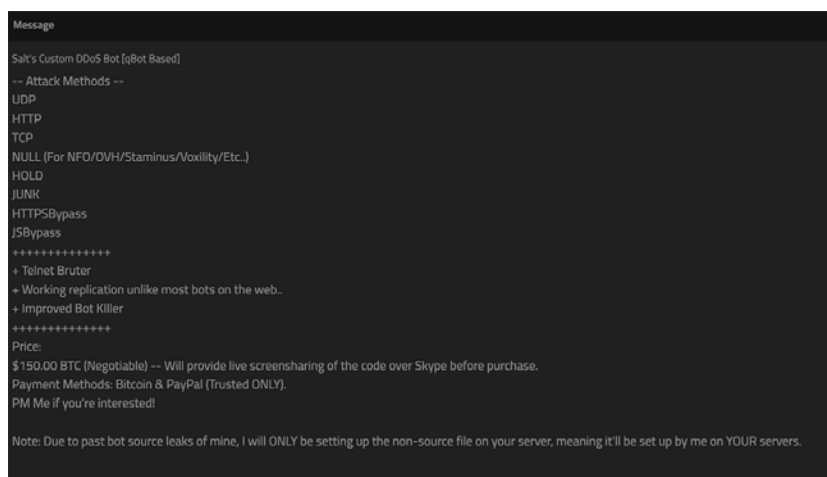 Message
Salt's Custom DDoS Bot [qBot Based]
-- Attack Methods --
UDP
HTTP
TCP
NULL (For NFO/OVH/Staminus/Voxility/Etc..)
HOLD
JUNK
HTTPSBypass
JSBypass
++++++++++++++
+ Telnet Bruter
+ Working replication unlike most bots on the web..
+ Improved Bot Killer
++++++++++++++
Price:
$150.00 BTC (Negotiable) -- Will provide live screensharing of the code over Skype before purchase.
Payment Methods: Bitcoin & PayPal (Trusted ONLY).
PM Me if you're interested!
Note: Due to past bot source leaks of mine, I will ONLY be setting up the non-source file on your server, meaning it'll be set up by me on YOUR servers.